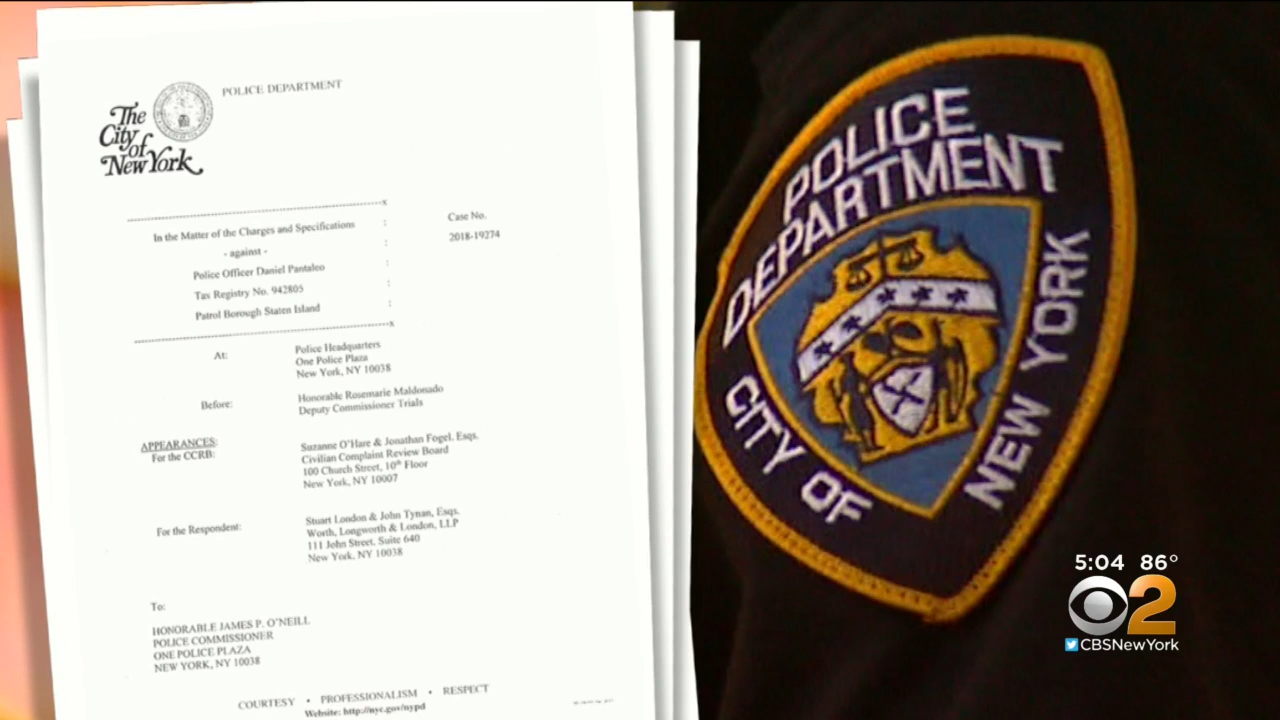 The
City
of
New York
POLICE DEPARTMENT
-x
In the Matter of the Charges and Specifications :
Case No.
- against - :
2018-19274
Police Officer Daniel Pantaleo :
Tax Registry No. 942805 :
Patrol Borough Staten Island :
-x
At:
Police Headquarters
One Police Plaza
New York, NY 10038
Before:
Honorable Rosemarie Maldonado
Deputy Commissioner Trials
APPEARANCES:
For the CCRB:
Suzanne O'Hare & Jonathan Fogel, Esqs.
Civilian Complaint Review Board
100 Church Street, 10th Floor
New York, NY 10007
For the Respondent:
Stuart London & John Tynan, Esqs.
Worth, Longworth & London, LLP
111 John Street, Suite 640
New York, NY 10038
To:
HONORABLE JAMES P. O'NEILL
POLICE COMMISSIONER
ONE POLICE PLAZA
NEW YORK, NY 10038
COURTESY • PROFESSIONALISM • RESPECT
Website: http://nyc.gov/nypd
POLICE
DEPARTMENT
CITY OF
NEW YORK
5:04 86°
2
CBSNewYork